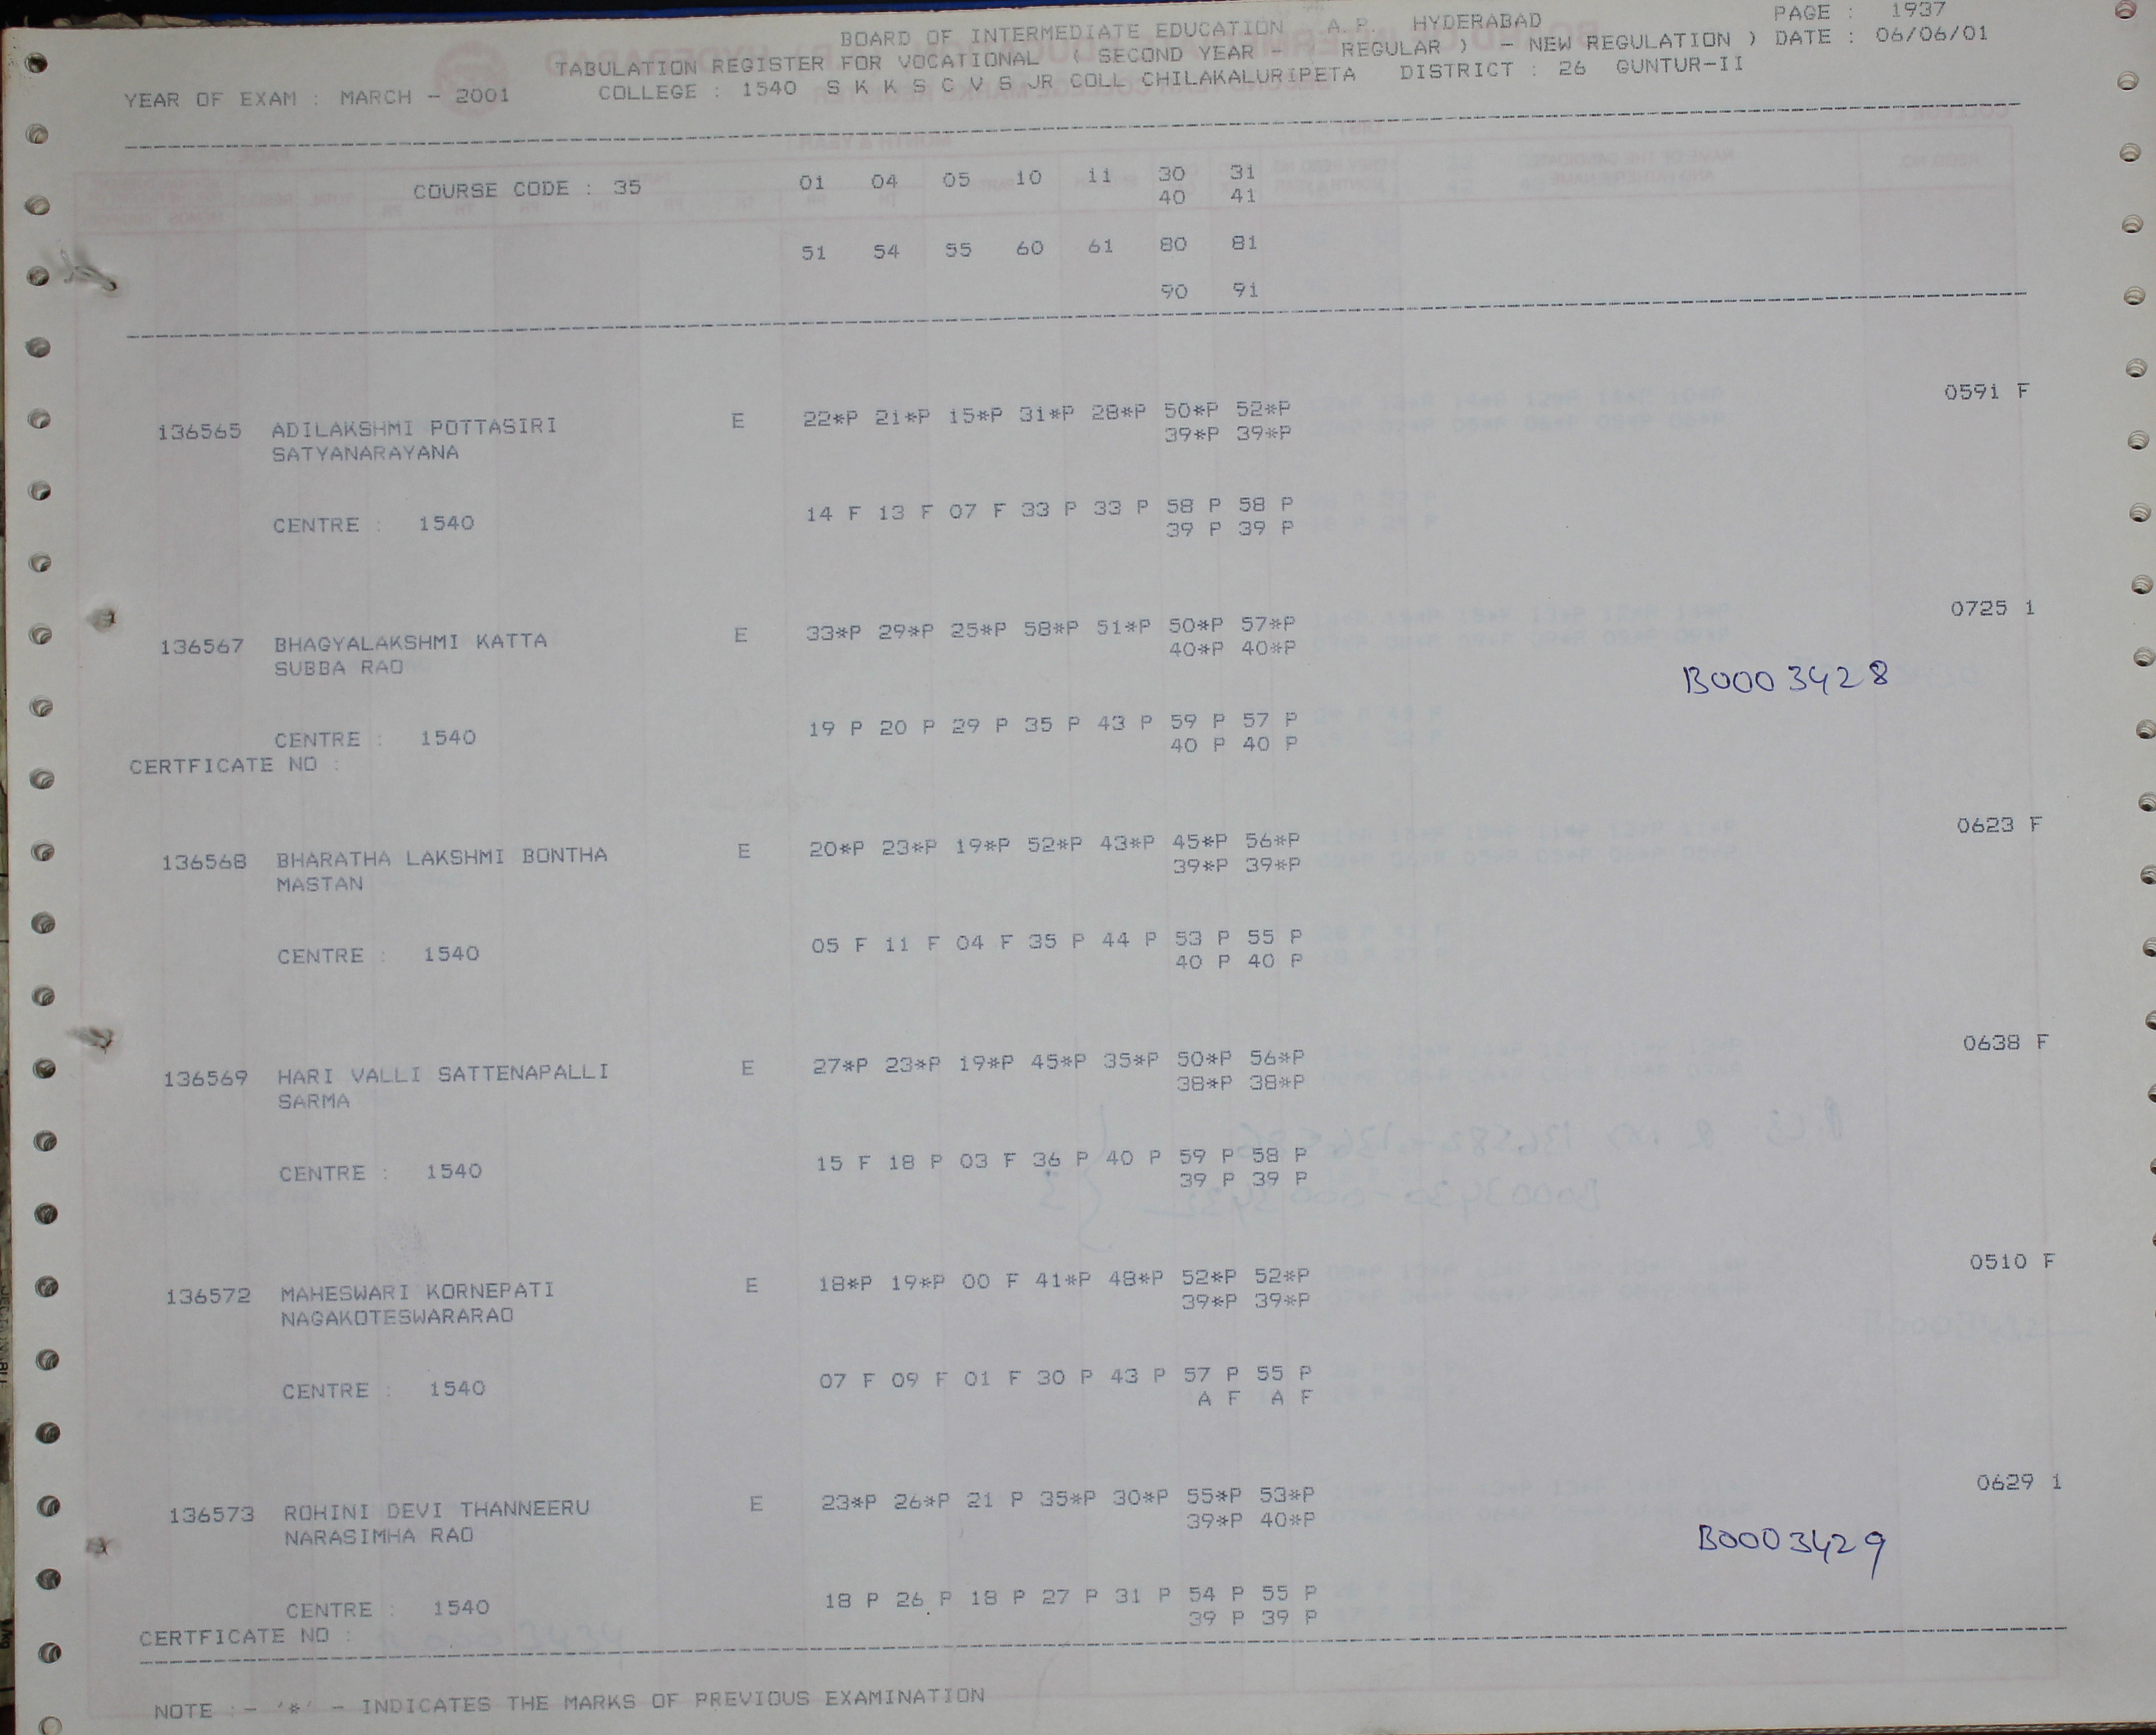 BOARD OF INTERMEDIATE EDUCATION A.P. HYDERABAD PAGE : 1937
TABULATION REGISTER FOR VOCATIONAL ( SECOND YEAR - REGULAR ) - NEW REGULATION ) DATE : 06/06/01
YEAR OF EXAM : MARCH - 2001 COLLEGE : 1540 S K K S C V S JR COLL CHILAKALURIPETA DISTRICT : 26 GUNTUR-II
COURSE CODE : 35 01 04 05 10 11 30 31
40 41
51 54 55 60 61 80 81
90 91
136565 ADILAKSHMI POTTASIRI E 22*P 21*P 15*P 31*P 28*P 50*P 52*P 0591 F
SATYANARAYANA 39*P 39*P
CENTRE : 1540 14 F 13 F 07 F 33 P 33 P 58 P 58 P
39 P 39 P
136567 BHAGYALAKSHMI KATTA E 33*P 29*P 25*P 58*P 51*P 50*P 57*P 0725 1
SUBBA RAO 40*P 40*P
B0003428
CENTRE : 1540 19 P 20 P 29 P 35 P 43 P 59 P 57 P
40 P 40 P
CERTFICATE NO :
136568 BHARATHA LAKSHMI BONTHA E 20*P 23*P 19*P 52*P 43*P 45*P 56*P 0623 F
MASTAN 39*P 39*P
CENTRE : 1540 05 F 11 F 04 F 35 P 44 P 53 P 55 P
40 P 40 P
136569 HARI VALLI SATTENAPALLI E 27*P 23*P 19*P 45*P 35*P 50*P 56*P 0638 F
SARMA 38*P 38*P
CENTRE : 1540 15 F 18 P 03 F 36 P 40 P 59 P 58 P
39 P 39 P
136572 MAHESWARI KORNEPATI E 18*P 19*P 00 F 41*P 48*P 52*P 52*P 0510 F
NAGAKOTESWARARAO 39*P 39*P
CENTRE : 1540 07 F 09 F 01 F 30 P 43 P 57 P 55 P
A F A F
136573 ROHINI DEVI THANNEERU E 23*P 26*P 21 P 35*P 30*P 55*P 53*P 0629 1
NARASIMHA RAO 39*P 40*P
B0003429
CENTRE : 1540 18 P 26 P 18 P 27 P 31 P 54 P 55 P
39 P 39 P
CERTFICATE NO :
NOTE :- '*' - INDICATES THE MARKS OF PREVIOUS EXAMINATION